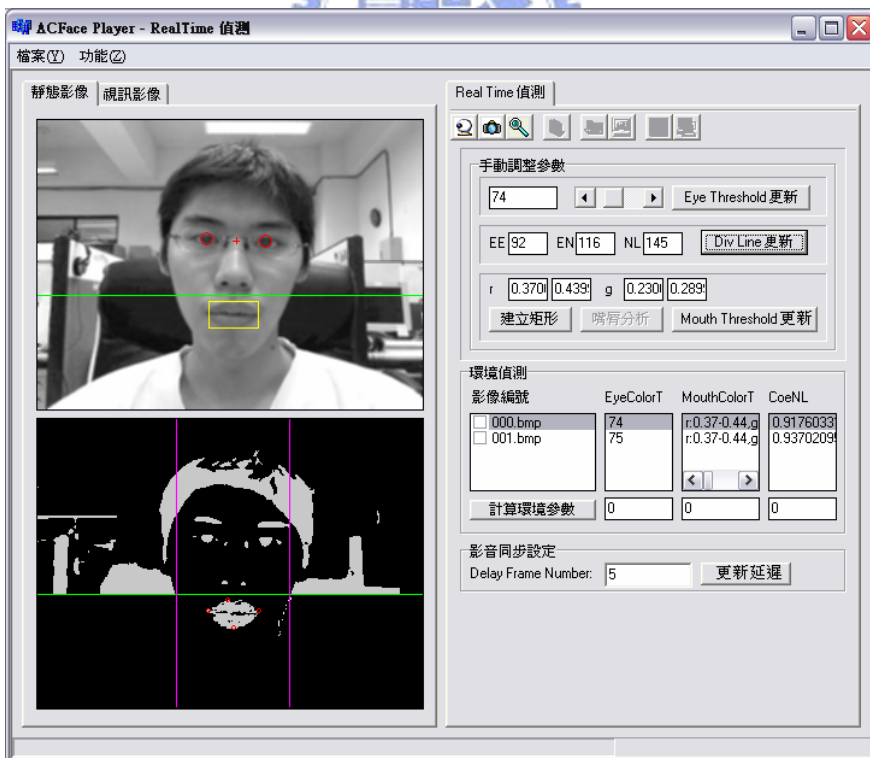 ACFace Player - RealTime 偵測
檔案(Y) 功能(Z)
靜態影像 視訊影像
Real Time 偵測
手動調整參數
74 Eye Threshold 更新
EE 92 EN 116 NL 145 Div Line 更新
r 0.370 0.439 g 0.230 0.289
建立矩形 嘴唇分析 Mouth Threshold 更新
環境偵測
影像編號 EyeColorT MouthColorT CoeNL
000.bmp 74 r:0.37-0.44,g 0.9176033
001.bmp 75 r:0.37-0.44,g 0.9370209
計算環境參數 0 0 0
影音同步設定
Delay Frame Number: 5 更新延遲